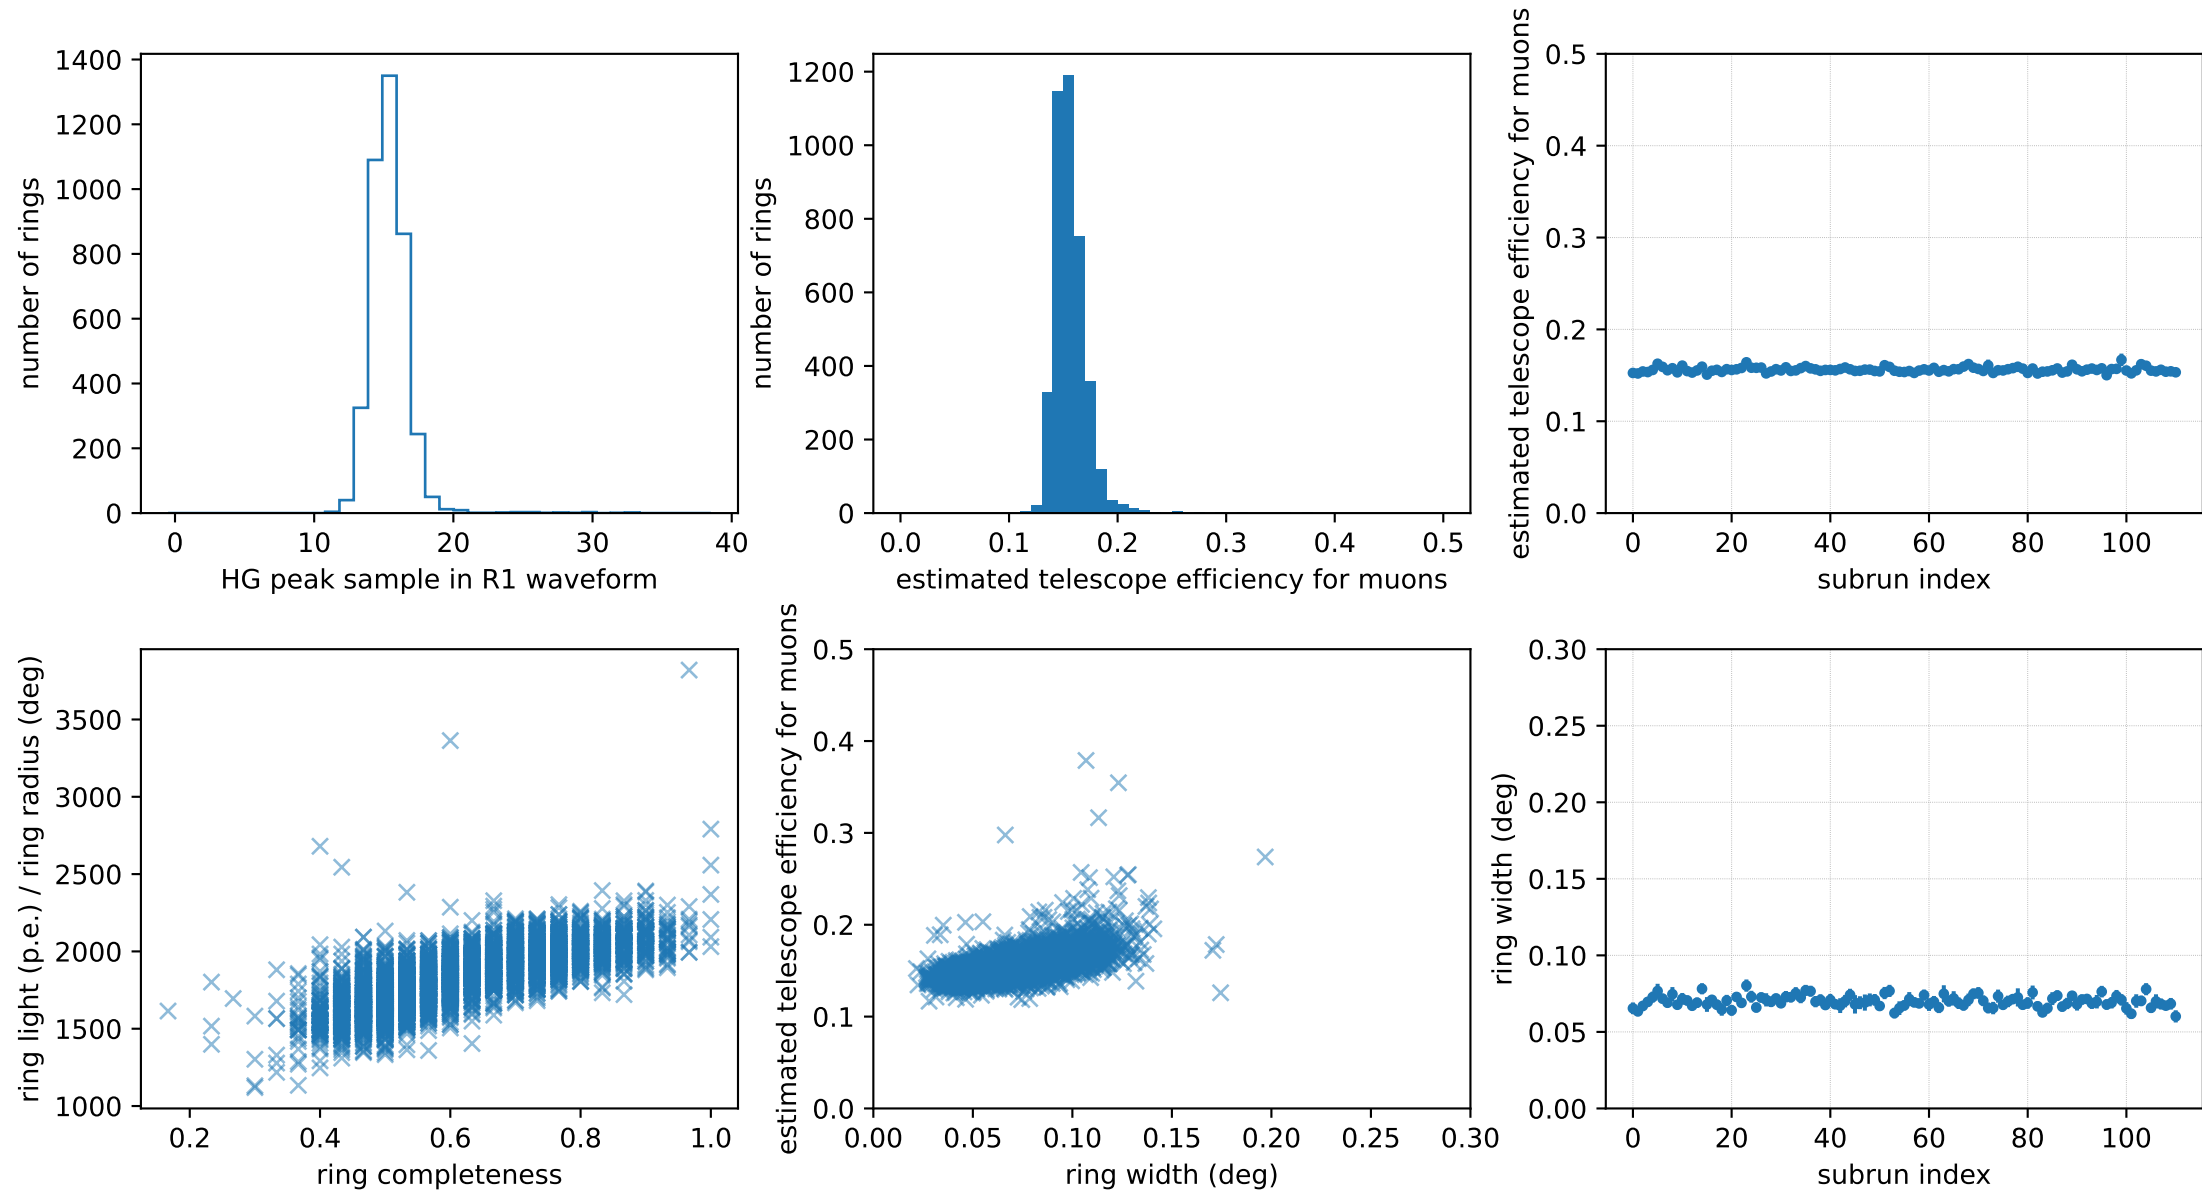 number of rings
1400
1200
1000
800
600
400
200
0
0 10 20 30 40
HG peak sample in R1 waveform
number of rings
1200
1000
800
600
400
200
0
0.0 0.1 0.2 0.3 0.4 0.5
estimated telescope efficiency for muons
estimated telescope efficiency for muons
0.5
0.4
0.3
0.2
0.1
0.0
0 20 40 60 80 100
subrun index
ring light (p.e.) / ring radius (deg)
3500
3000
2500
2000
1500
1000
0.2 0.4 0.6 0.8 1.0
ring completeness
estimated telescope efficiency for muons
0.5
0.4
0.3
0.2
0.1
0.0
0.00 0.05 0.10 0.15 0.20 0.25 0.30
ring width (deg)
ring width (deg)
0.30
0.25
0.20
0.15
0.10
0.05
0.00
0 20 40 60 80 100
subrun index